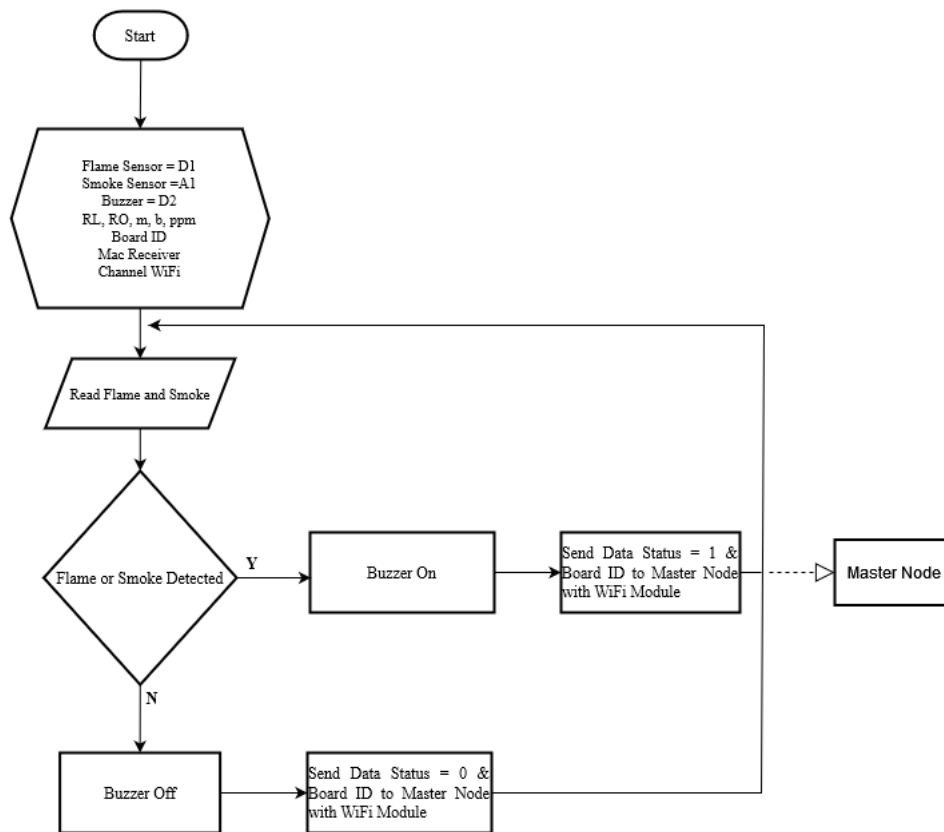 Start
Flame Sensor = D1
Smoke Sensor =A1
Buzzer = D2
RL, RO, m, b, ppm
Board ID
Mac Receiver
Channel WiFi
Read Flame and Smoke
Flame or Smoke Detected
Y
Buzzer On
Send Data Status = 1 &
Board ID to Master Node
with WiFi Module
Master Node
N
Buzzer Off
Send Data Status = 0 &
Board ID to Master Node
with WiFi Module